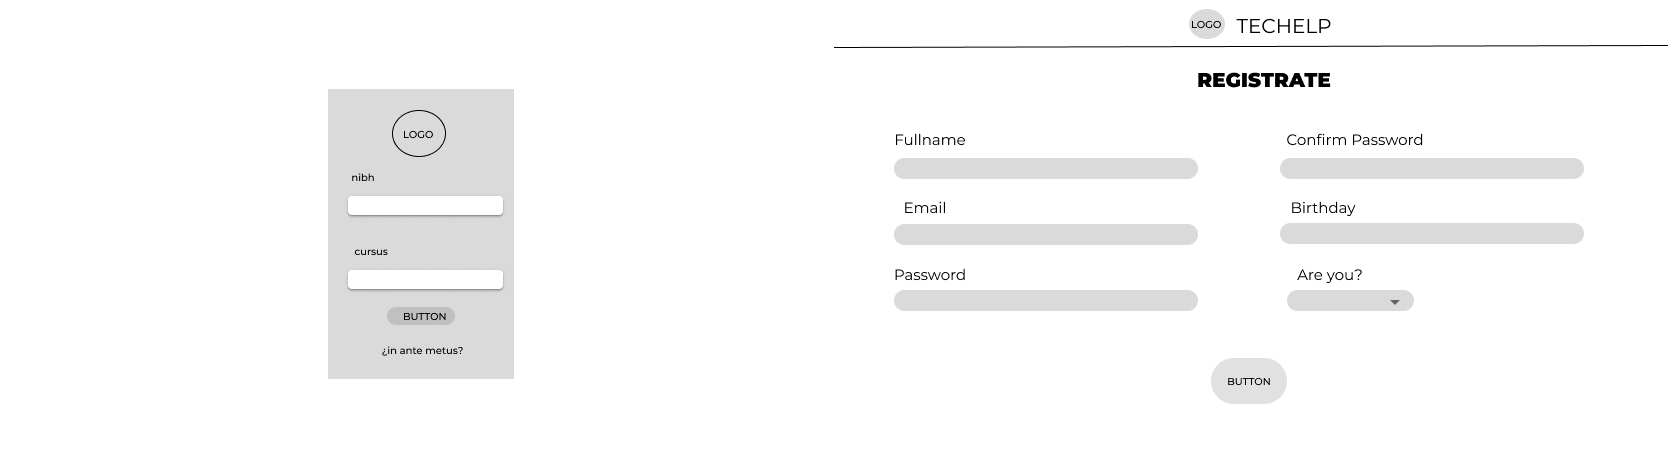 LOGO
nibh
cursus
BUTTON
¿in ante metus?
LOGO TECHELP
REGISTRATE
Fullname
Confirm Password
Email
Birthday
Password
Are you?
BUTTON